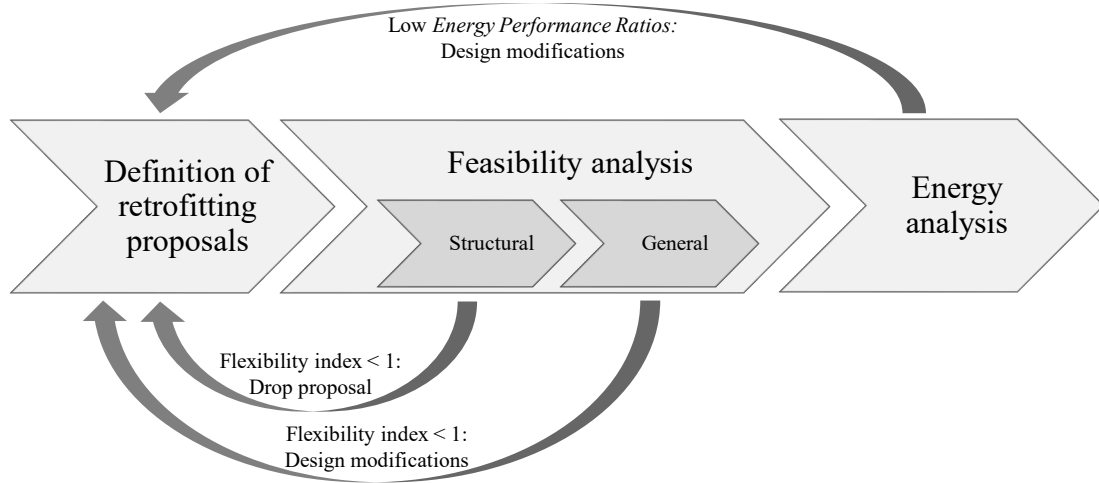 Low Energy Performance Ratios:
Design modifications
Definition of
retrofitting
proposals
Feasibility analysis
Structural
General
Energy
analysis
Flexibility index < 1:
Drop proposal
Flexibility index < 1:
Design modifications